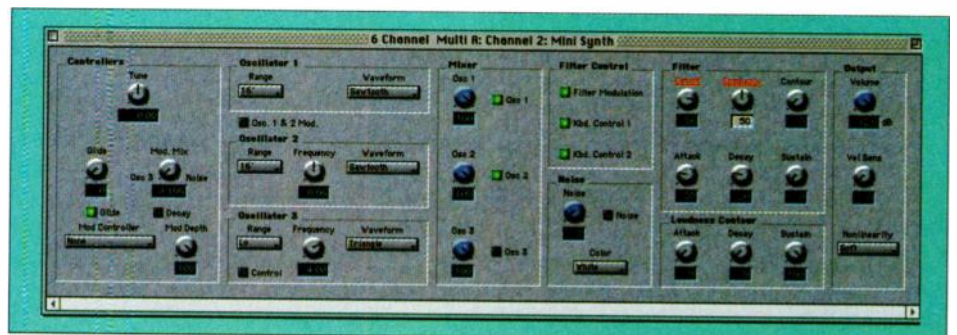 6 Channel Multi A: Channel 2: Mini Synth
Controllers
Tune
0.00
Glide
Mod. Mix
Osc 3
Noise
Glide
Decay
Mod Controller
Mod Depth
None
Oscillator 1
Range
Waveform
16'
Sawtooth
Osc. 1 & 2 Mod.
Oscillator 2
Range
Frequency
Waveform
16'
0.00
Sawtooth
Oscillator 3
Range
Frequency
Waveform
Lo
Triangle
Control
Mixer
Osc 1
Osc 1
Osc 2
Osc 2
Osc 3
Osc 3
Filter Control
Filter Modulation
Kbd. Control 1
Kbd. Control 2
Noise
Noise
Noise
Color
White
Filter
Contour
50
Attack
Decay
Sustain
Loudness Contour
Attack
Decay
Sustain
Output
Volume
dB
Vel Sens
Nonlinearity
Soft